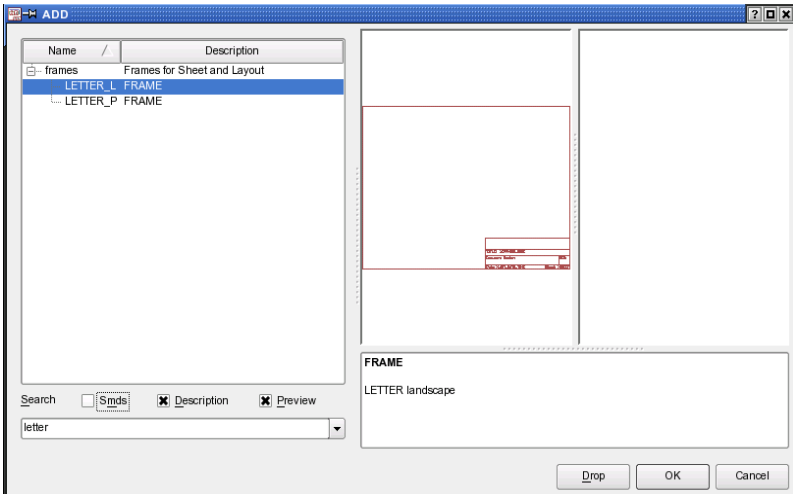 ADD
Name Description
frames Frames for Sheet and Layout
LETTER_L FRAME
LETTER_P FRAME
FRAME
LETTER landscape
Search Smds Description Preview
letter
Drop OK Cancel